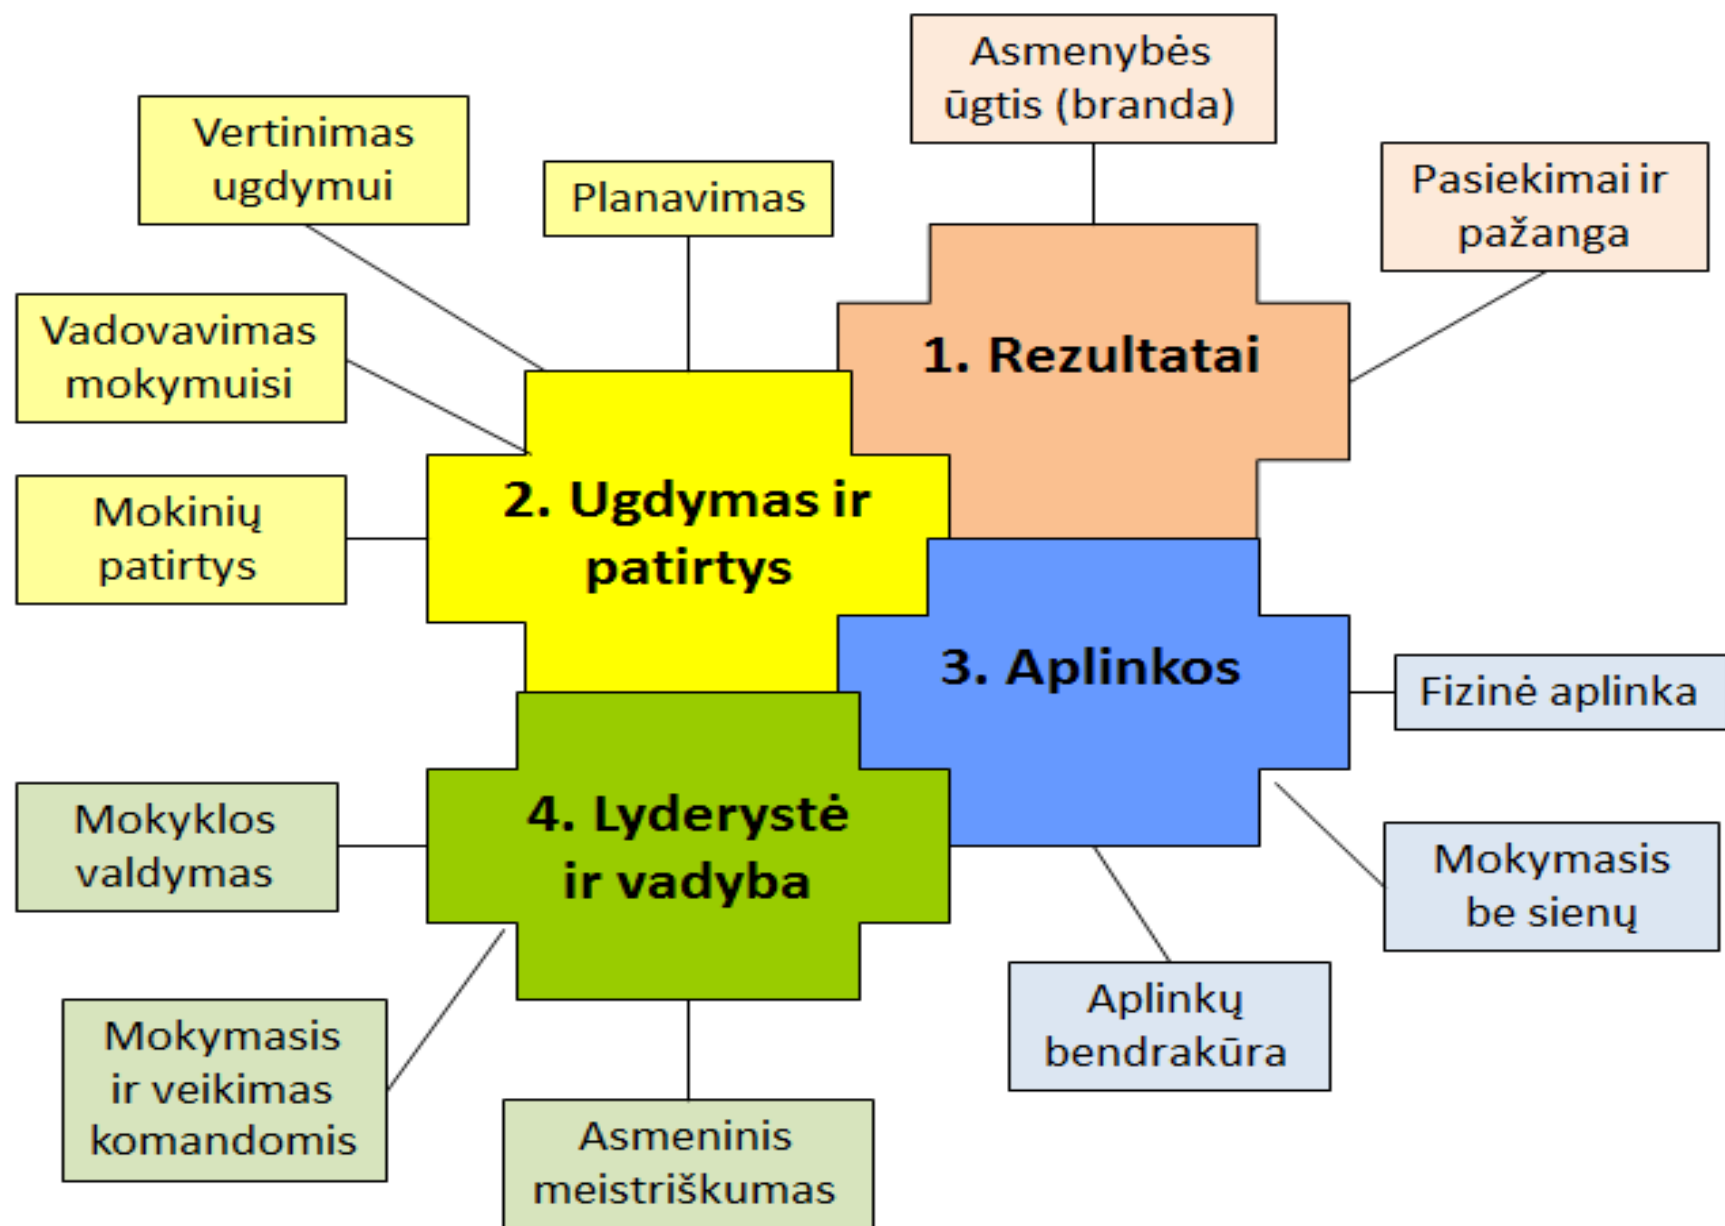 Asmenybės
ūgtis (branda)
Pasiekimai ir
pažanga
1. Rezultatai
Vertinimas
ugdymui
Planavimas
Vadovavimas
mokymuisi
Mokinių
patirtys
2. Ugdymas ir
patirtys
3. Aplinkos
Fizinė aplinka
Mokymasis
be sienų
Aplinkų
bendrakūra
4. Lyderystė
ir vadyba
Mokyklos
valdymas
Mokymasis
ir veikimas
komandomis
Asmeninis
meistriškumas